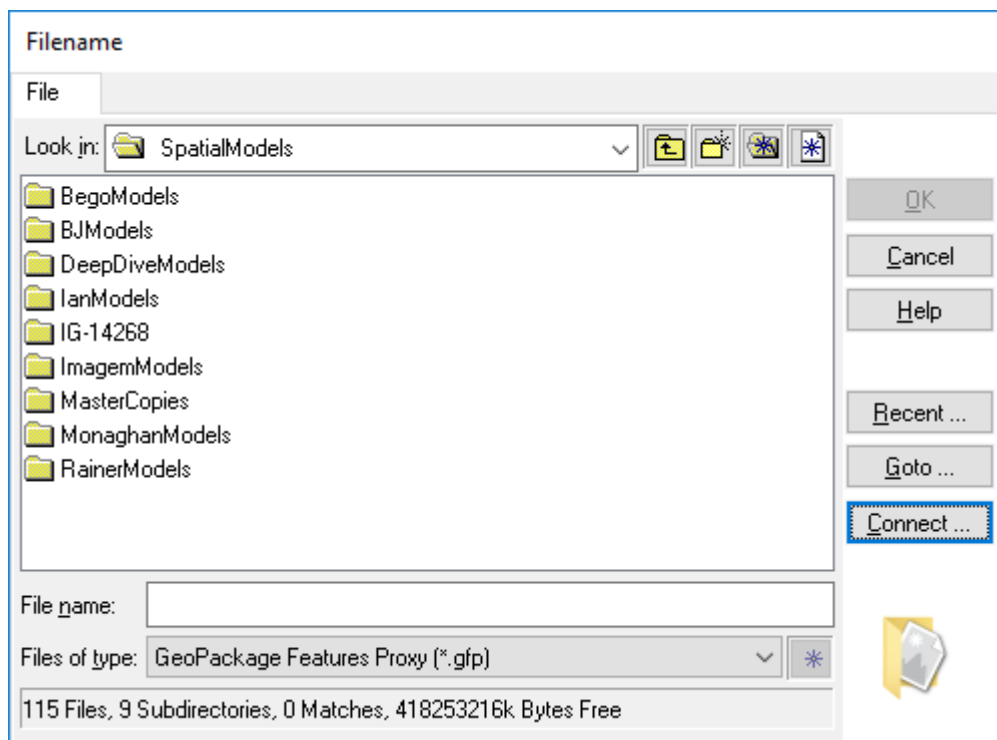 Filename
File
Look in: SpatialModels
BegoModels
BJModels
DeepDiveModels
IanModels
IG-14268
ImagemModels
MasterCopies
MonaghanModels
RainerModels
OK
Cancel
Help
Recent ...
Goto ...
Connect ...
File name:
Files of type: GeoPackage Features Proxy (*.gfp)
115 Files, 9 Subdirectories, 0 Matches, 418253216k Bytes Free